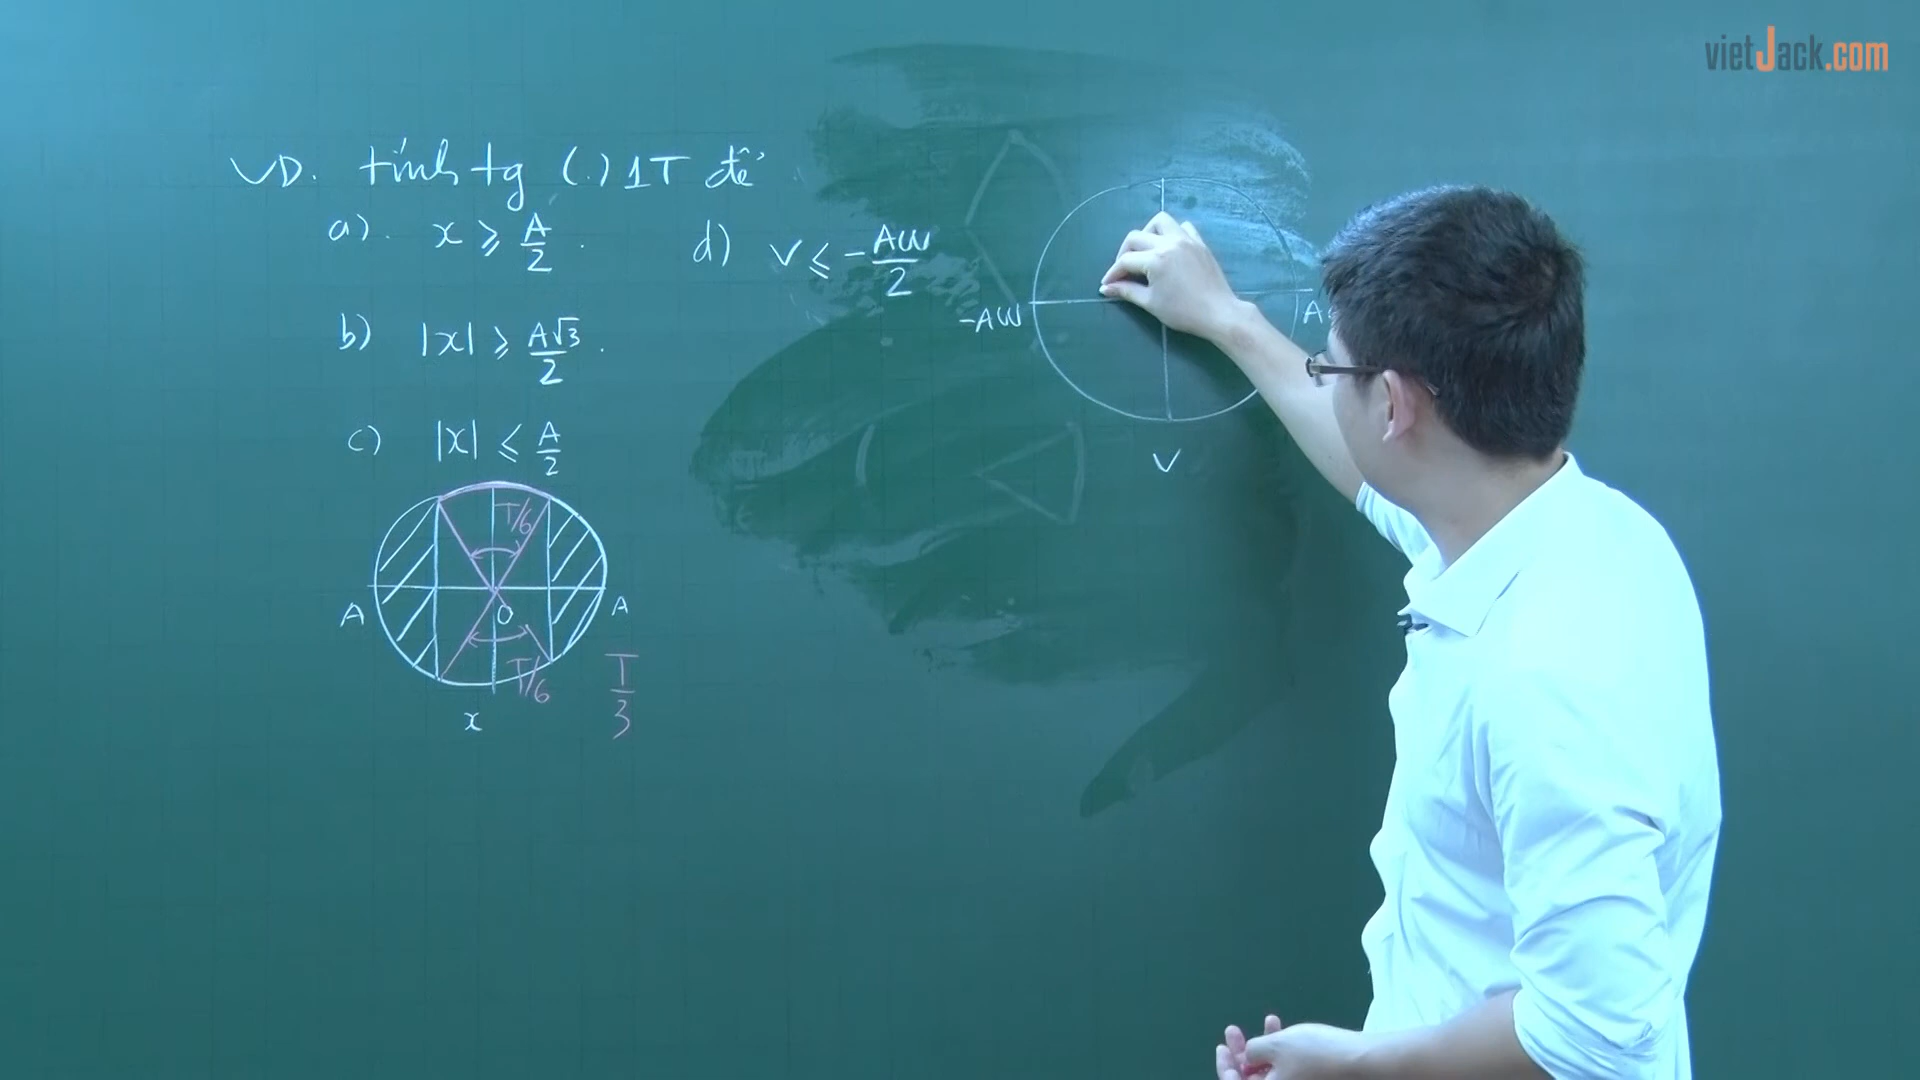 vietJack.com
VD. tính tg (.) 1T để
a). x ⩾ A/2.
b) |x| ⩾ A√3/2.
c) |x| ⩽ A/2
d) v ⩽ -Aω/2
T/6
A O A
T/6
T/3
x
-Aω
A
v